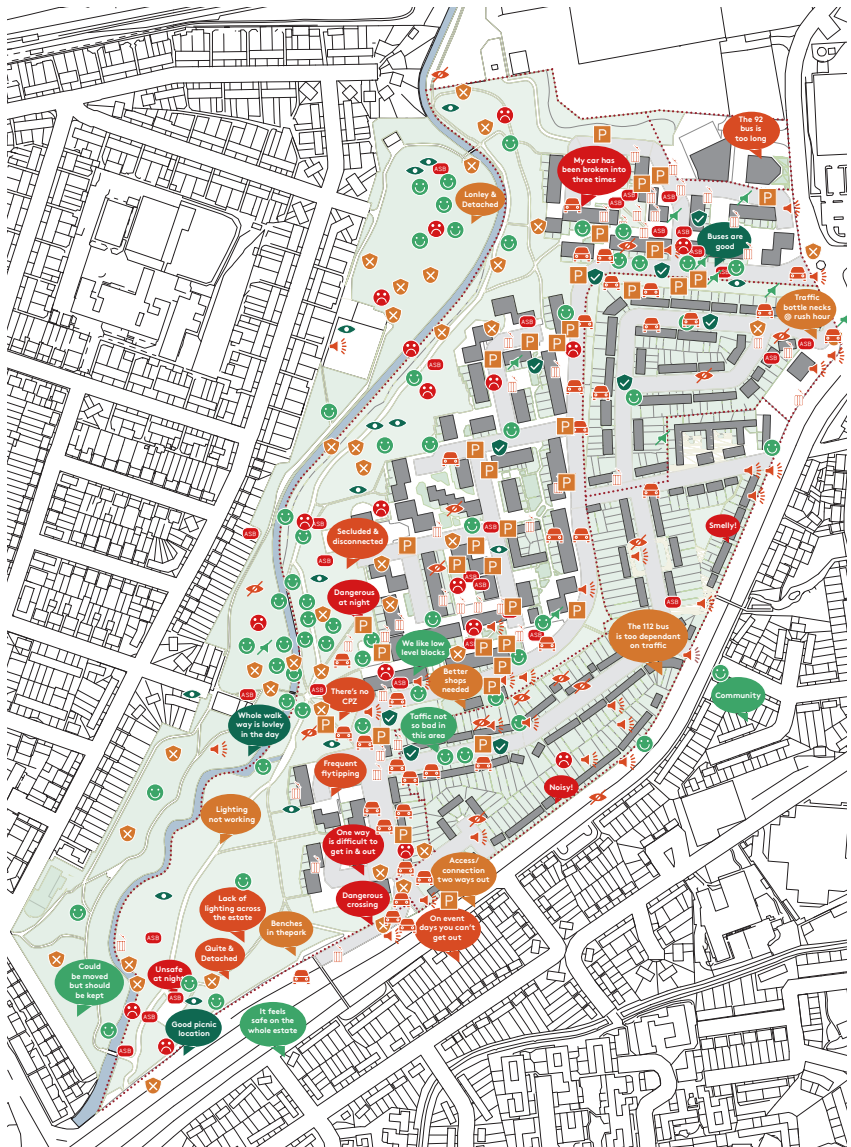 The 92
bus is
too long
My car has
been broken into
three times
Lonley &
Detached
Buses are
good
Traffic
bottle necks
@ rush hour
Smelly!
Secluded &
disconnected
Dangerous
at night
The 112 bus
is too dependant
on traffic
We like low
level blocks
Better
shops
needed
Community
There's no
CPZ
Taffic not
so bad in
this area
Whole walk
way is lovley
in the day
Frequent
flytipping
Noisy!
Lighting
not working
One way
is difficult to
get in & out
Access/
connection
two ways out
Dangerous
crossing
On event
days you can't
get out
Lack of
lighting across
the estate
Benches
in thepark
Quite &
Detached
Could
be moved
but should
be kept
Unsafe
at night
Good picnic
location
It feels
safe on the
whole estate
ASB
P